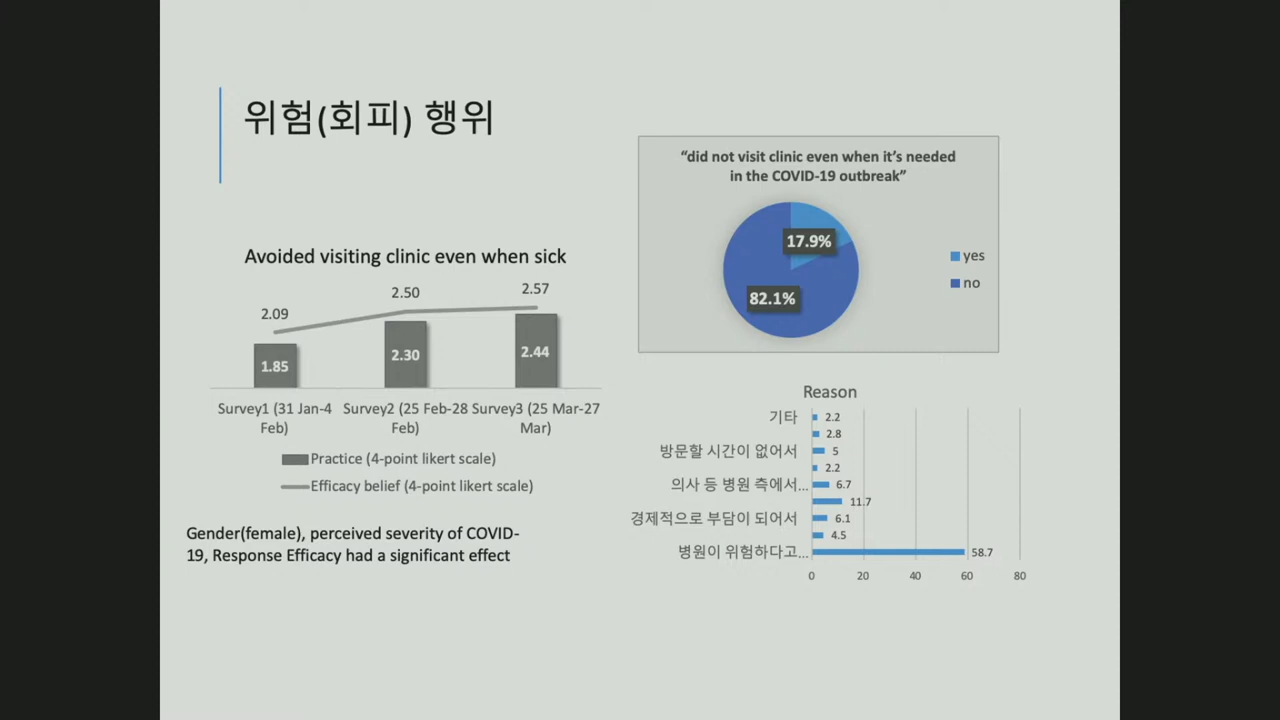 위험(회피) 행위
Avoided visiting clinic even when sick
2.09
2.50
2.57
1.85
2.30
2.44
Survey1 (31 Jan-4
Feb)
Survey2 (25 Feb-28
Feb)
Survey3 (25 Mar-27
Mar)
Practice (4-point likert scale)
Efficacy belief (4-point likert scale)
Gender(female), perceived severity of COVID-
19, Response Efficacy had a significant effect
“did not visit clinic even when it’s needed
in the COVID-19 outbreak”
17.9%
82.1%
yes
no
Reason
기타 2.2
2.8
방문할 시간이 없어서 5
2.2
의사 등 병원 측에서... 6.7
11.7
경제적으로 부담이 되어서 6.1
4.5
병원이 위험하다고... 58.7
0 20 40 60 80